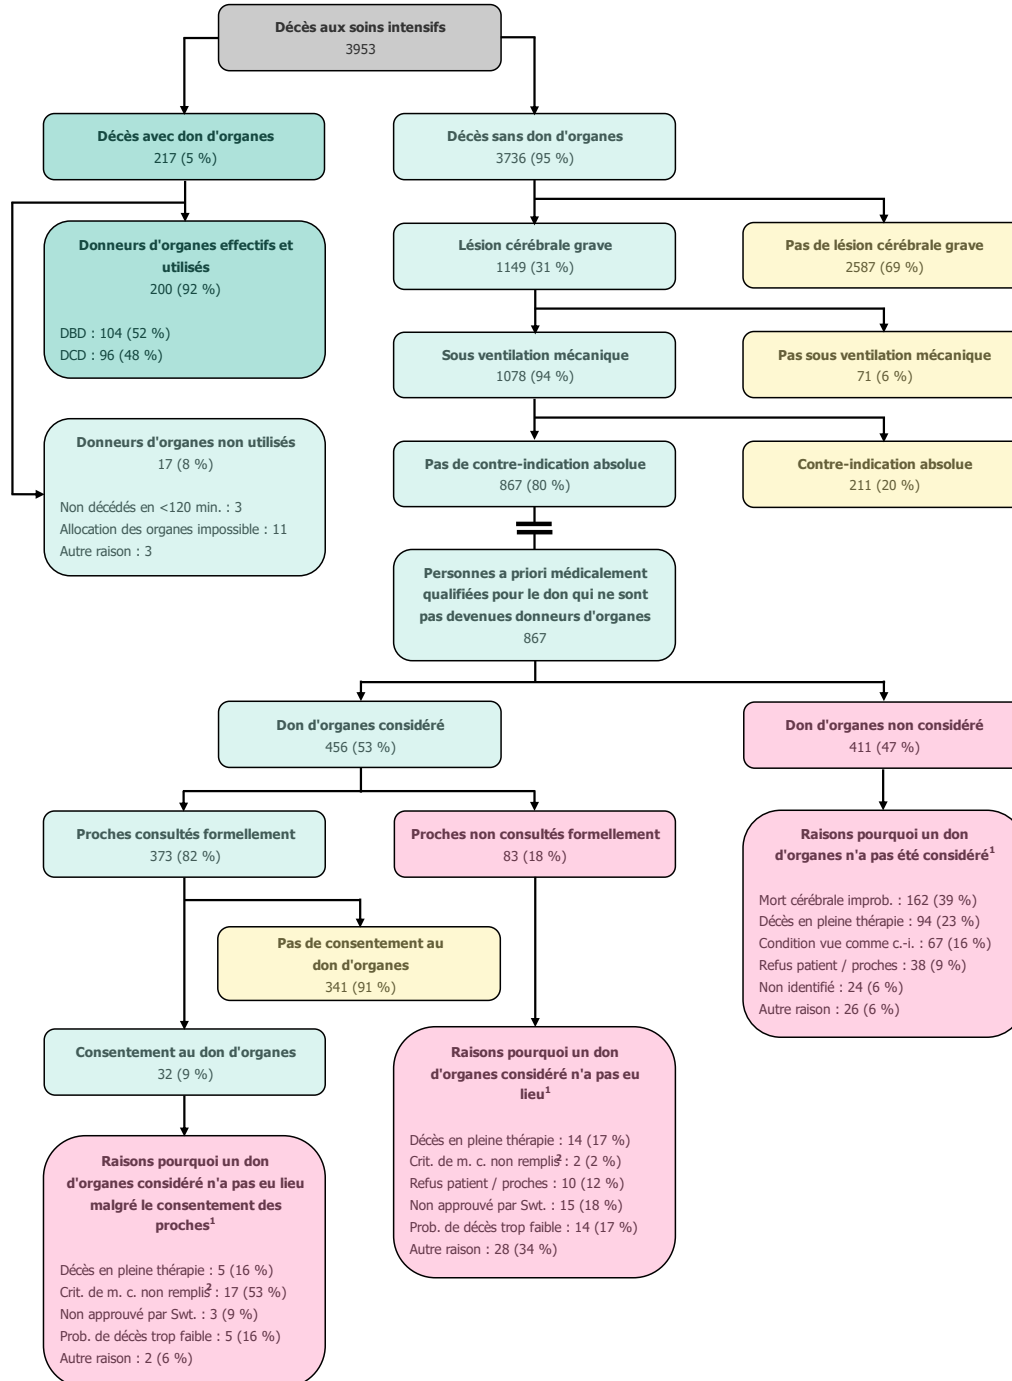 Décès aux soins intensifs
3953
Décès avec don d'organes
217 (5 %)
Décès sans don d'organes
3736 (95 %)
Donneurs d'organes effectifs et
utilisés
200 (92 %)
DBD : 104 (52 %)
DCD : 96 (48 %)
Lésion cérébrale grave
1149 (31 %)
Pas de lésion cérébrale grave
2587 (69 %)
Sous ventilation mécanique
1078 (94 %)
Pas sous ventilation mécanique
71 (6 %)
Donneurs d'organes non utilisés
17 (8 %)
Non décédés en <120 min. : 3
Allocation des organes impossible : 11
Autre raison : 3
Pas de contre-indication absolue
867 (80 %)
Contre-indication absolue
211 (20 %)
Personnes a priori médicalement
qualifiées pour le don qui ne sont
pas devenues donneurs d'organes
867
Don d'organes considéré
456 (53 %)
Don d'organes non considéré
411 (47 %)
Proches consultés formellement
373 (82 %)
Proches non consultés formellement
83 (18 %)
Raisons pourquoi un don
d'organes n'a pas été considéré¹
Mort cérébrale improb. : 162 (39 %)
Décès en pleine thérapie : 94 (23 %)
Condition vue comme c.-i. : 67 (16 %)
Refus patient / proches : 38 (9 %)
Non identifié : 24 (6 %)
Autre raison : 26 (6 %)
Pas de consentement au
don d'organes
341 (91 %)
Consentement au don d'organes
32 (9 %)
Raisons pourquoi un don
d'organes considéré n'a pas eu
lieu¹
Décès en pleine thérapie : 14 (17 %)
Crit. de m. c. non remplis² : 2 (2 %)
Refus patient / proches : 10 (12 %)
Non approuvé par Swt. : 15 (18 %)
Prob. de décès trop faible : 14 (17 %)
Autre raison : 28 (34 %)
Raisons pourquoi un don
d'organes considéré n'a pas eu lieu
malgré le consentement des
proches¹
Décès en pleine thérapie : 5 (16 %)
Crit. de m. c. non remplis² : 17 (53 %)
Non approuvé par Swt. : 3 (9 %)
Prob. de décès trop faible : 5 (16 %)
Autre raison : 2 (6 %)